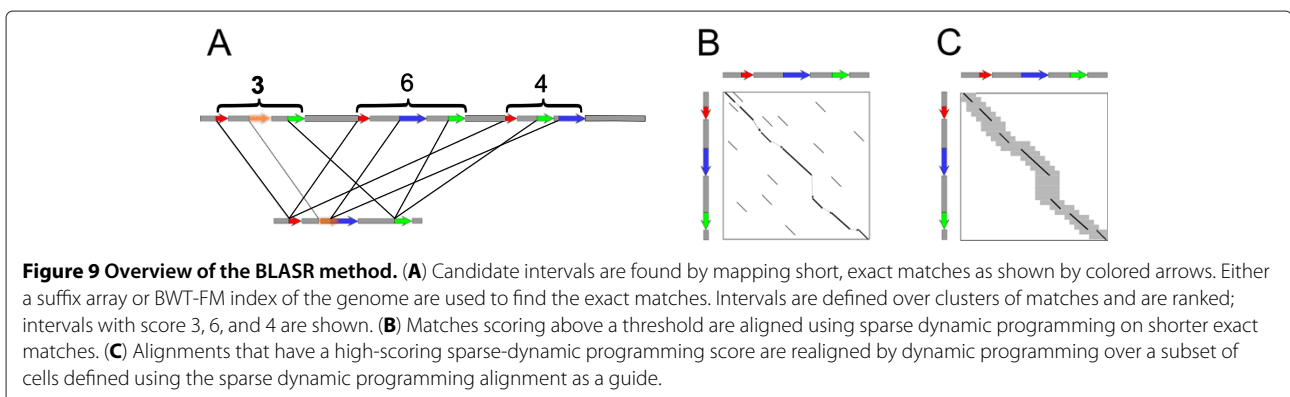 A
B
C
3
6
4
Figure 9 Overview of the BLASR method. (A) Candidate intervals are found by mapping short, exact matches as shown by colored arrows. Either
a suffix array or BWT-FM index of the genome are used to find the exact matches. Intervals are defined over clusters of matches and are ranked;
intervals with score 3, 6, and 4 are shown. (B) Matches scoring above a threshold are aligned using sparse dynamic programming on shorter exact
matches. (C) Alignments that have a high-scoring sparse-dynamic programming score are realigned by dynamic programming over a subset of
cells defined using the sparse dynamic programming alignment as a guide.